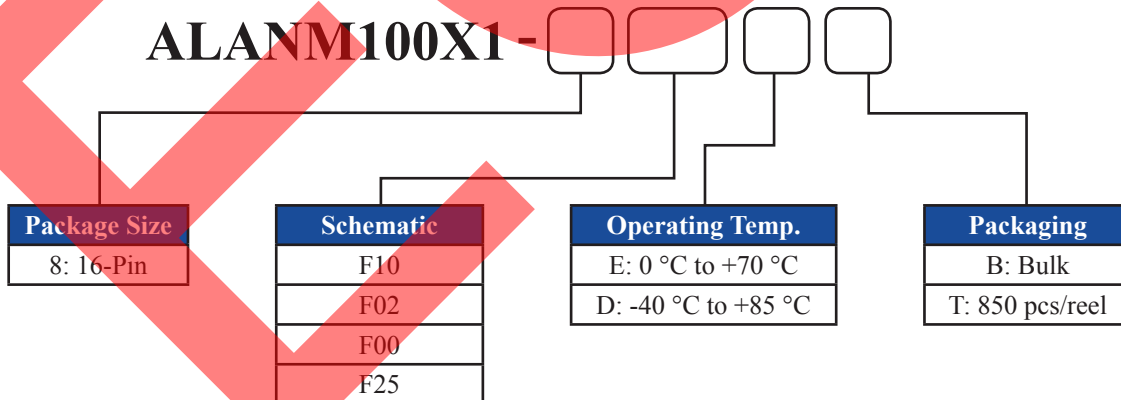 ALANM100X1-
Package Size
8: 16-Pin
Schematic
F10
F02
F00
F25
Operating Temp.
E: 0 °C to +70 °C
D: -40 °C to +85 °C
Packaging
B: Bulk
T: 850 pcs/reel